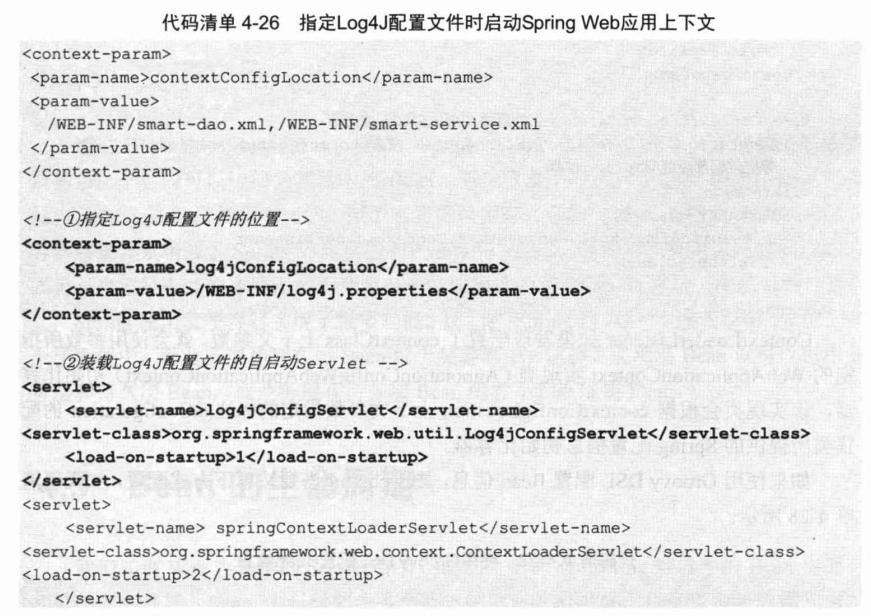 代码清单 4-26 指定Log4J配置文件时启动Spring Web应用上下文
<context-param>
<param-name>contextConfigLocation</param-name>
<param-value>
/WEB-INF/smart-dao.xml,/WEB-INF/smart-service.xml
</param-value>
</context-param>
<!--①指定Log4J配置文件的位置-->
<context-param>
<param-name>log4jConfigLocation</param-name>
<param-value>/WEB-INF/log4j.properties</param-value>
</context-param>
<!--②装载Log4J配置文件的自启动Servlet -->
<servlet>
<servlet-name>log4jConfigServlet</servlet-name>
<servlet-class>org.springframework.web.util.Log4jConfigServlet</servlet-class>
<load-on-startup>1</load-on-startup>
</servlet>
<servlet>
<servlet-name> springContextLoaderServlet</servlet-name>
<servlet-class>org.springframework.web.context.ContextLoaderServlet</servlet-class>
<load-on-startup>2</load-on-startup>
</servlet>